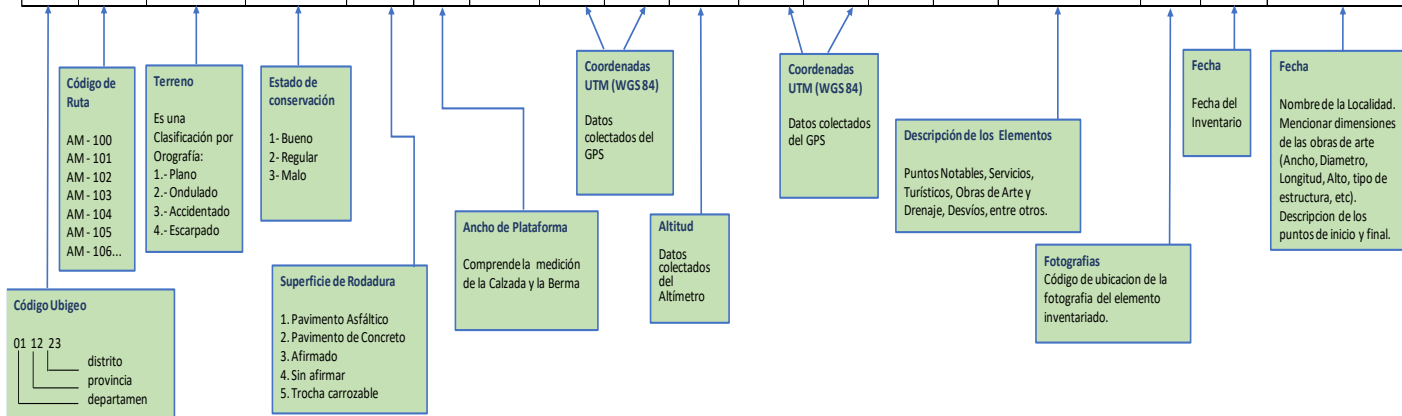 Código de
Ruta
AM - 100
AM - 101
AM - 102
AM - 103
AM - 104
AM - 105
AM - 106...
Terreno
Es una
Clasificación por
Orografía:
1.- Plano
2.- Ondulado
3.- Accidentado
4.- Escarpado
Estado de
conservación
1- Bueno
2- Regular
3- Malo
Coordenadas
UTM (WGS 84)
Datos
colectados del
GPS
Coordenadas
UTM (WGS 84)
Datos colectados
del GPS
Descripción de los Elementos
Puntos Notables, Servicios,
Turísticos, Obras de Arte y
Drenaje, Desvíos, entre otros.
Fecha
Fecha del
Inventario
Fecha
Nombre de la Localidad.
Mencionar dimensiones
de las obras de arte
(Ancho, Diametro,
Longitud, Alto, tipo de
estructura, etc).
Descripcion de los
puntos de inicio y final.
Código Ubigeo
01 12 23
distrito
provincia
departamen
Superficie de Rodadura
1. Pavimento Asfáltico
2. Pavimento de Concreto
3. Afirmado
4. Sin afirmar
5. Trocha carrozable
Ancho de Plataforma
Comprende la medición
de la Calzada y la Berma
Altitud
Datos
colectados
del
Altímetro
Fotografias
Código de ubicacion de la
fotografia del elemento
inventariado.